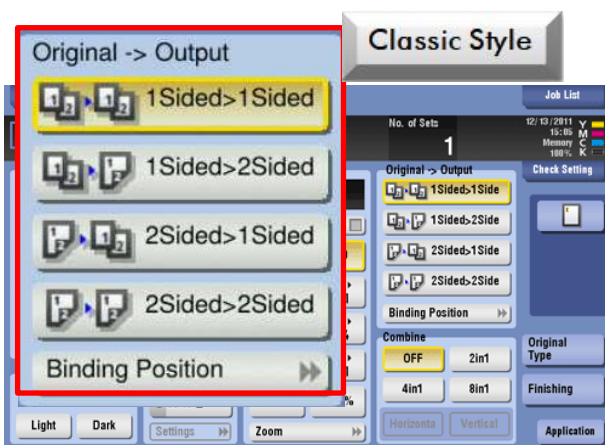 Classic Style
Original -> Output
1Sided>1Sided
1Sided>2Sided
2Sided>1Sided
2Sided>2Sided
Binding Position
Job List
No. of Sets
1
12/13/2011
15:05
Memory
100%
Y
M
C
K
Original -> Output
1Sided>1Side
1Sided>2Side
2Sided>1Side
2Sided>2Side
Binding Position
Combine
OFF
2in1
4in1
8in1
Horizonta
Vertical
Check Setting
Original
Type
Finishing
Application
Light
Dark
Settings
Zoom
%